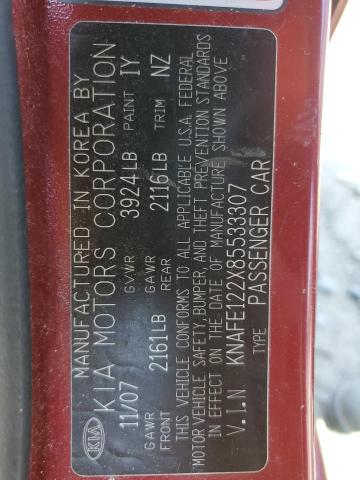 KIA
MANUFACTURED IN KOREA BY
KIA MOTORS CORPORATION
11/07 GVWR 3924LB PAINT IY
GAWR FRONT 2161LB GAWR REAR 2116LB TRIM NZ
THIS VEHICLE CONFORMS TO ALL APPLICABLE U.S.A. FEDERAL
MOTOR VEHICLE SAFETY, BUMPER, AND THEFT PREVENTION STANDARDS
IN EFFECT ON THE DATE OF MANUFACTURE SHOWN ABOVE
V.I.N KNAFE122X85533307
TYPE PASSENGER CAR